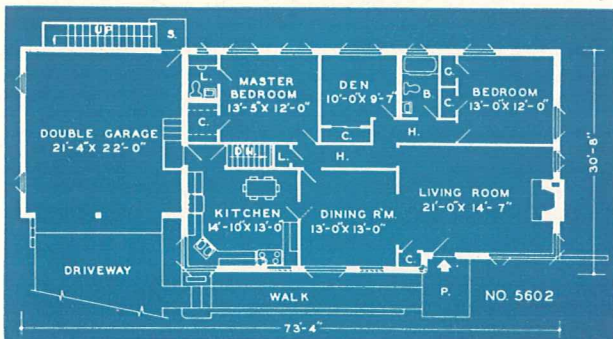 UP
S.
L.
MASTER
BEDROOM
13'-5" X 12'-0"
DEN
10'-0" X 9'-7"
B.
C.
C.
BEDROOM
13'-0" X 12'-0"
DOUBLE GARAGE
21'-4" X 22'-0"
C.
C.
H.
DN.
L.
H.
30'-8"
KITCHEN
14'-10" X 13'-0"
DINING R'M.
13'-0" X 13'-0"
LIVING ROOM
21'-0" X 14'-7"
C.
DRIVEWAY
WALK
P.
NO. 5602
73'-4"